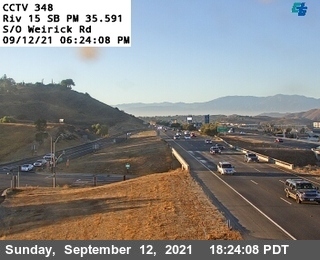 CCTV 348
Riv 15 SB PM 35.591
S/O Weirick Rd
09/12/21 06:24:08 PM
Sunday, September 12, 2021 18:24:08 PDT